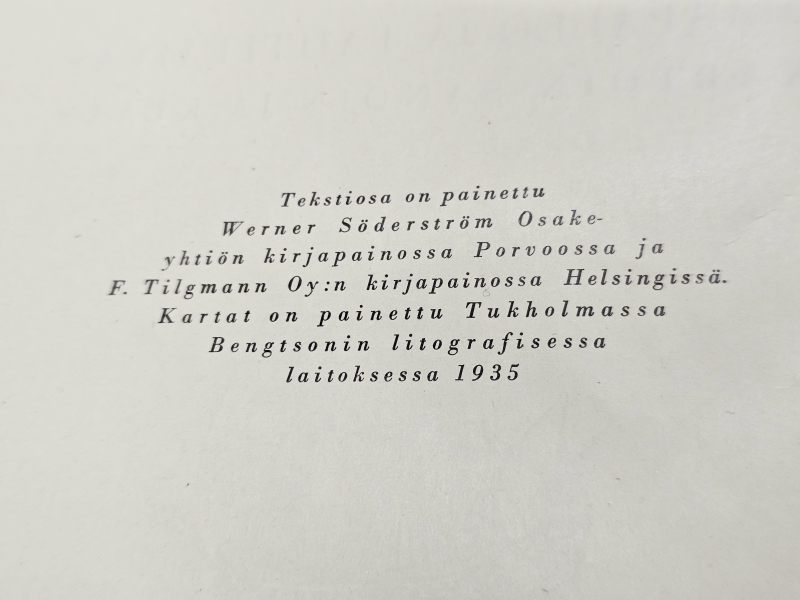 Tekstiosa on painettu
Werner Söderström Osake-
yhtiön kirjapainossa Porvoossa ja
F. Tilgmann Oy:n kirjapainossa Helsingissä.
Kartat on painettu Tukholmassa
Bengtsonin litografisessa
laitoksessa 1935